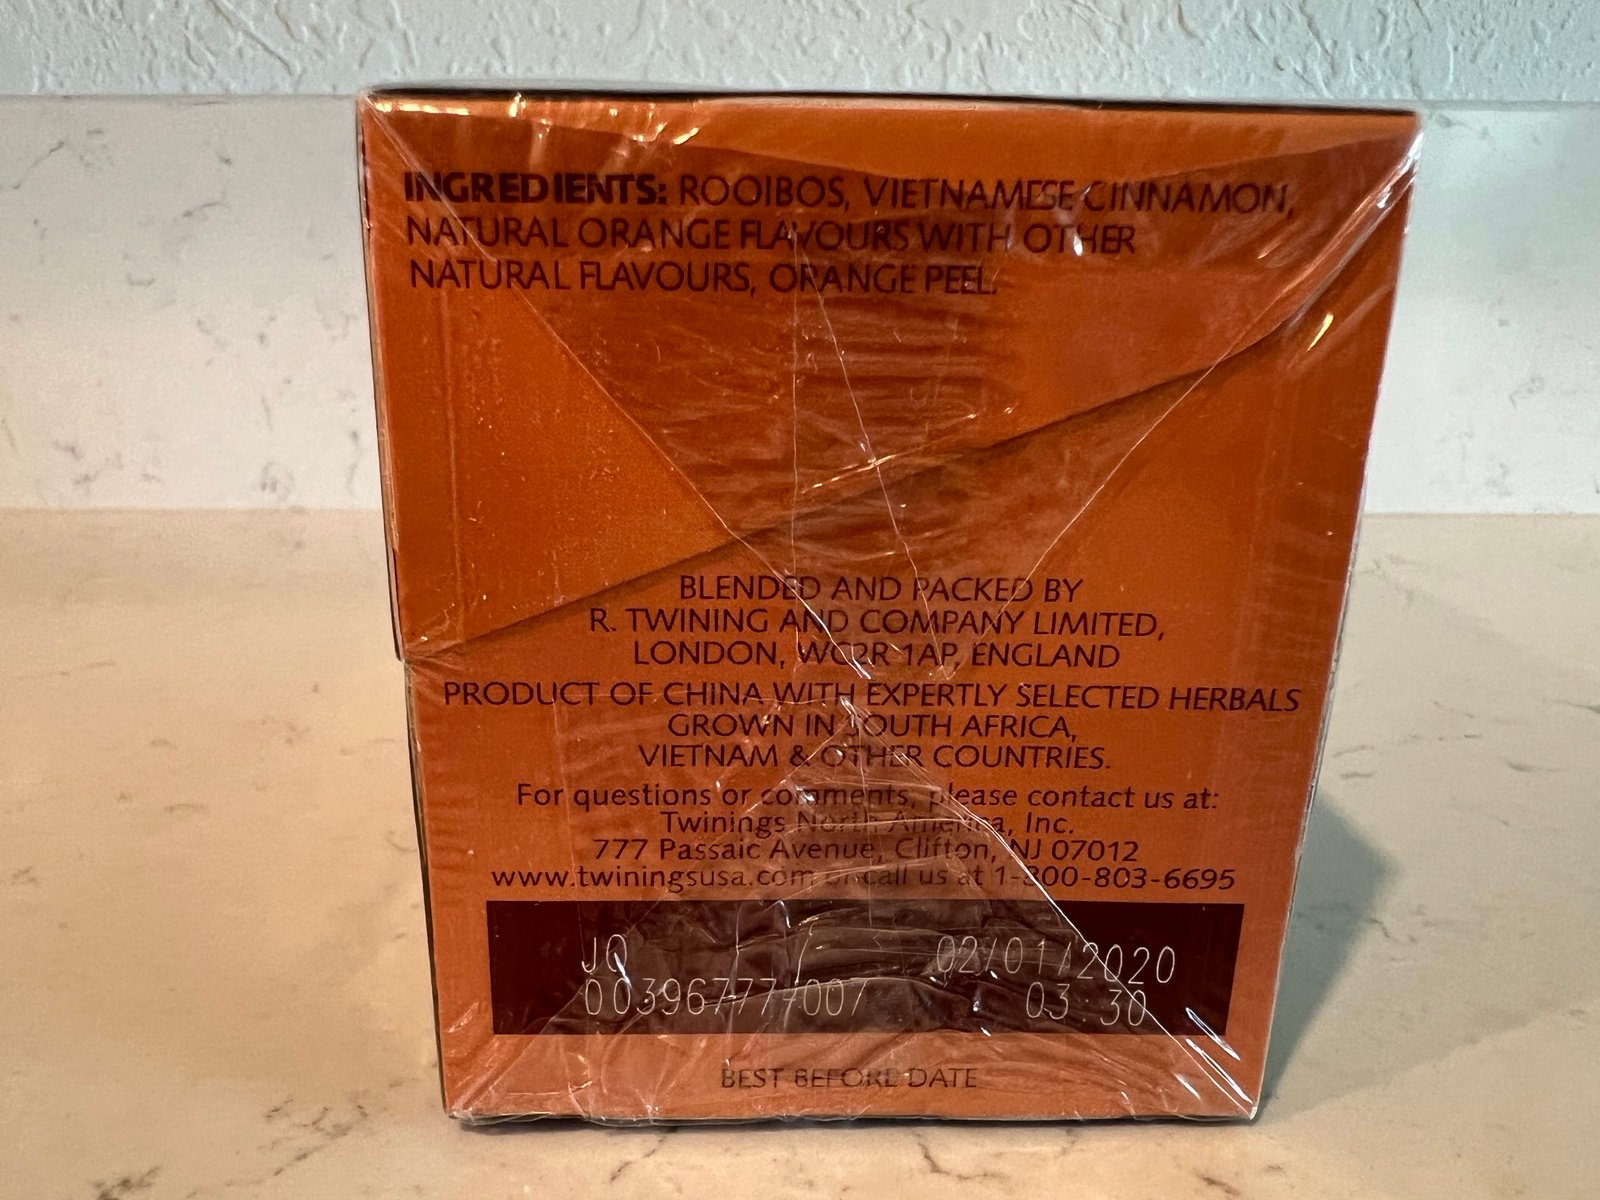 INGREDIENTS: ROOIBOS, VIETNAMESE CINNAMON,
NATURAL ORANGE FLAVOURS WITH OTHER
NATURAL FLAVOURS, ORANGE PEEL.
BLENDED AND PACKED BY
R. TWINING AND COMPANY LIMITED,
LONDON, WC2R 1AP, ENGLAND
PRODUCT OF CHINA WITH EXPERTLY SELECTED HERBALS
GROWN IN SOUTH AFRICA,
VIETNAM & OTHER COUNTRIES.
For questions or comments, please contact us at:
Twinings North America, Inc.
777 Passaic Avenue, Clifton, NJ 07012
www.twiningsusa.com or call us at 1-800-803-6695
JQ / 02/01/2020
00396777-007 03:30
BEST BEFORE DATE